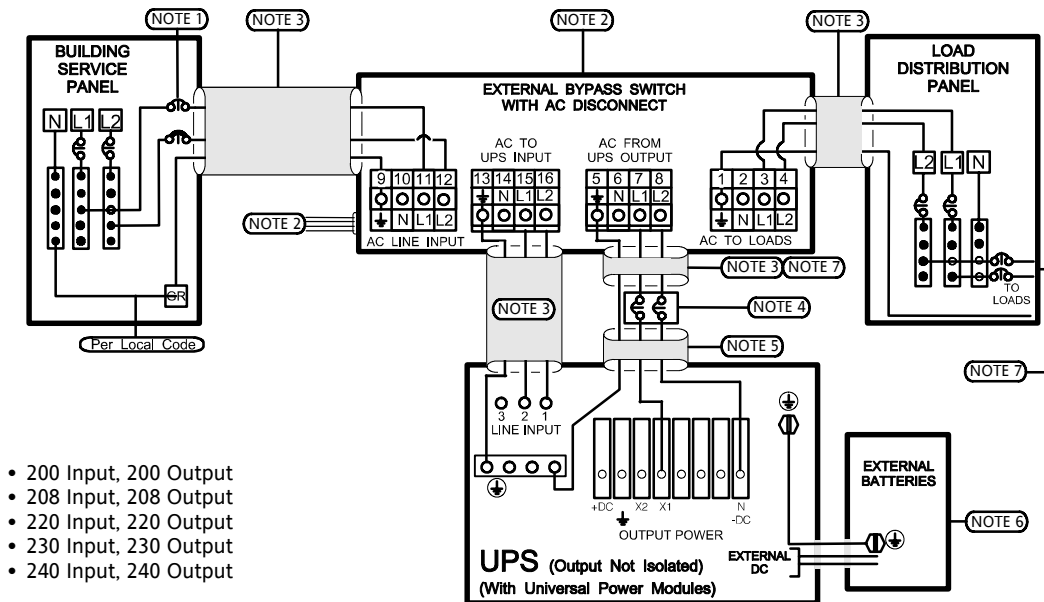 NOTE 1
NOTE 3
NOTE 2
NOTE 3
BUILDING
SERVICE
PANEL
N L1 L2
GR
Per Local Code
EXTERNAL BYPASS SWITCH
WITH AC DISCONNECT
AC TO
UPS INPUT
AC FROM
UPS OUTPUT
9 10 11 12
N L1 L2
AC LINE INPUT
13 14 15 16
N L1 L2
5 6 7 8
N L1 L2
1 2 3 4
N L1 L2
AC TO LOADS
NOTE 2
LOAD
DISTRIBUTION
PANEL
L2 L1 N
TO
LOADS
NOTE 3
NOTE 3 NOTE 7
NOTE 4
NOTE 5
NOTE 7
3 2 1
LINE INPUT
+DC X2 X1 N
-DC
OUTPUT POWER
UPS (Output Not Isolated)
(With Universal Power Modules)
EXTERNAL
DC
EXTERNAL
BATTERIES
NOTE 6
• 200 Input, 200 Output
• 208 Input, 208 Output
• 220 Input, 220 Output
• 230 Input, 230 Output
• 240 Input, 240 Output